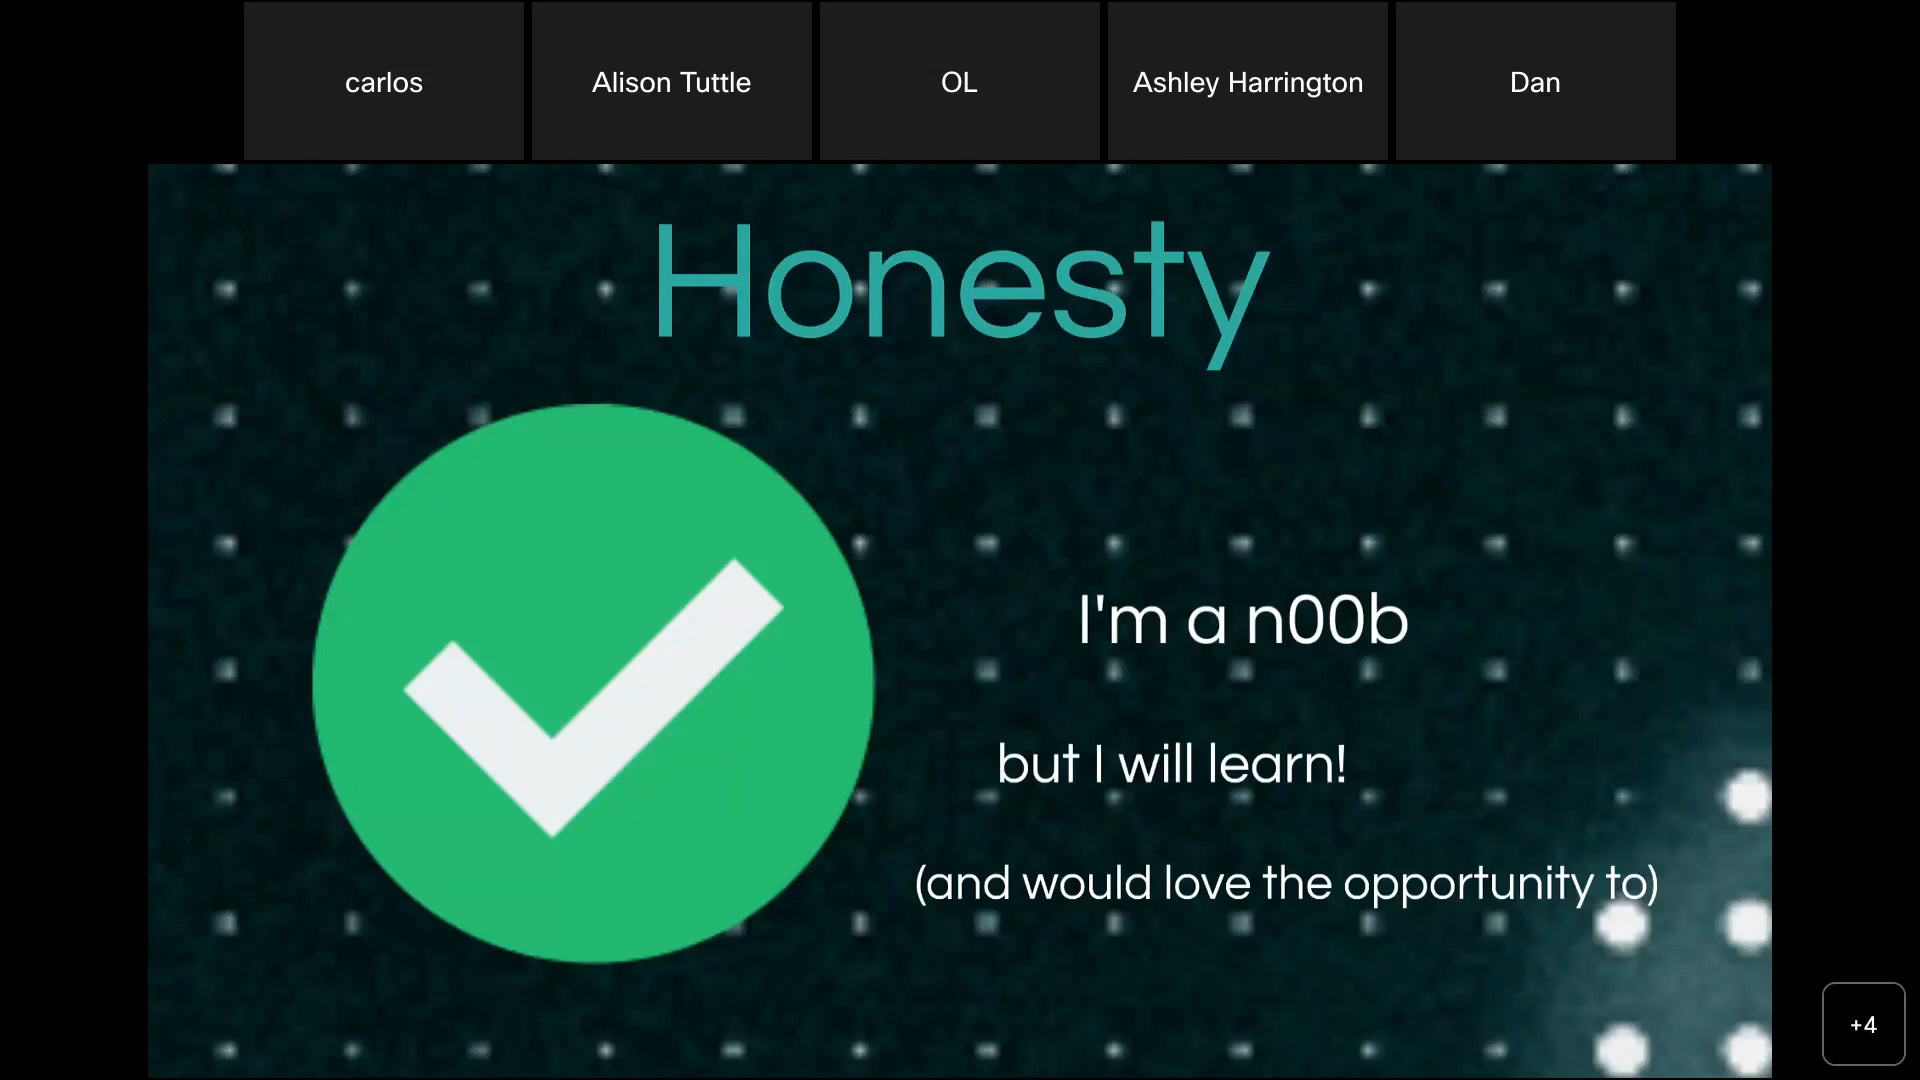 carlos
Alison Tuttle
OL
Ashley Harrington
Dan
Honesty
I'm a n00b
but I will learn!
(and would love the opportunity to)
+4